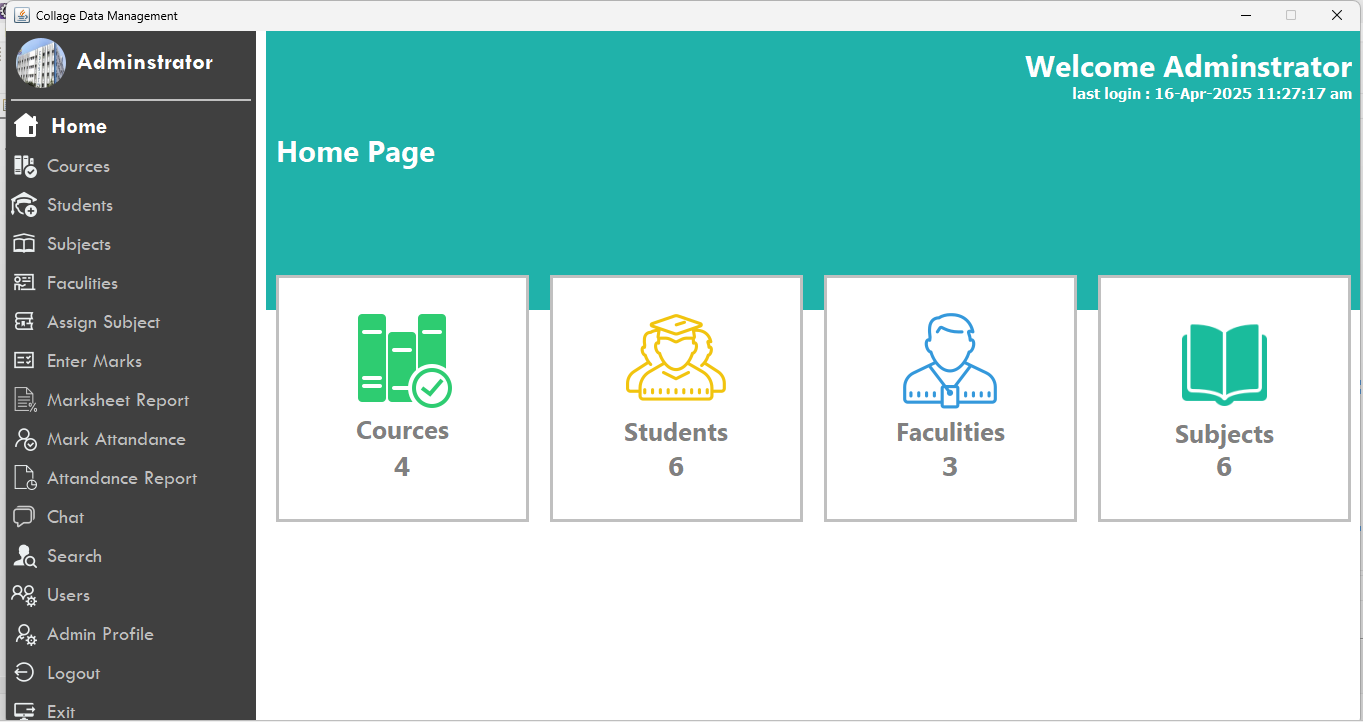 Collage Data Management
Adminstrator
Home
Cources
Students
Subjects
Faculities
Assign Subject
Enter Marks
Marksheet Report
Mark Attandance
Attandance Report
Chat
Search
Users
Admin Profile
Logout
Exit
Welcome Adminstrator
last login : 16-Apr-2025 11:27:17 am
Home Page
Cources
4
Students
6
Faculities
3
Subjects
6